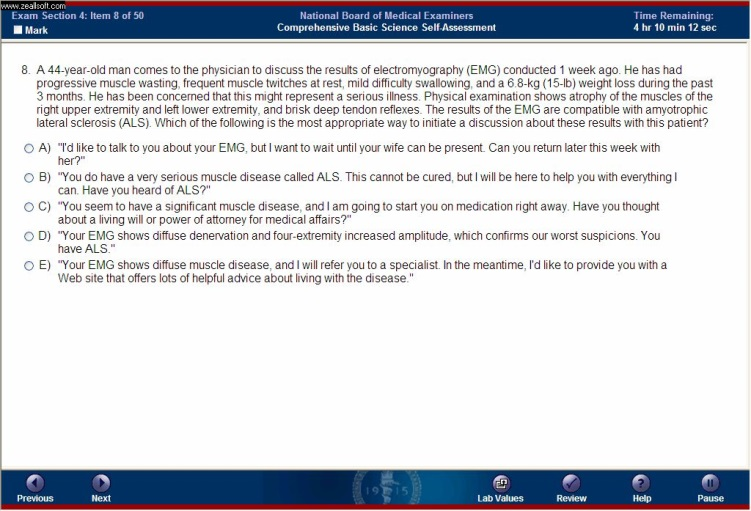 www.zeallsoft.com
Exam Section 4: Item 8 of 50
National Board of Medical Examiners
Time Remaining:
Mark
Comprehensive Basic Science Self-Assessment
4 hr 10 min 12 sec
8. A 44-year-old man comes to the physician to discuss the results of electromyography (EMG) conducted 1 week ago. He has had
progressive muscle wasting, frequent muscle twitches at rest, mild difficulty swallowing, and a 6.8-kg (15-lb) weight loss during the past
3 months. He has been concerned that this might represent a serious illness. Physical examination shows atrophy of the muscles of the
right upper extremity and left lower extremity, and brisk deep tendon reflexes. The results of the EMG are compatible with amyotrophic
lateral sclerosis (ALS). Which of the following is the most appropriate way to initiate a discussion about these results with this patient?
A) "I'd like to talk to you about your EMG, but I want to wait until your wife can be present. Can you return later this week with
her?"
B) "You do have a very serious muscle disease called ALS. This cannot be cured, but I will be here to help you with everything I
can. Have you heard of ALS?"
C) "You seem to have a significant muscle disease, and I am going to start you on medication right away. Have you thought
about a living will or power of attorney for medical affairs?"
D) "Your EMG shows diffuse denervation and four-extremity increased amplitude, which confirms our worst suspicions. You
have ALS."
E) "Your EMG shows diffuse muscle disease, and I will refer you to a specialist. In the meantime, I'd like to provide you with a
Web site that offers lots of helpful advice about living with the disease."
1915
Previous
Next
Lab Values
Review
Help
Pause